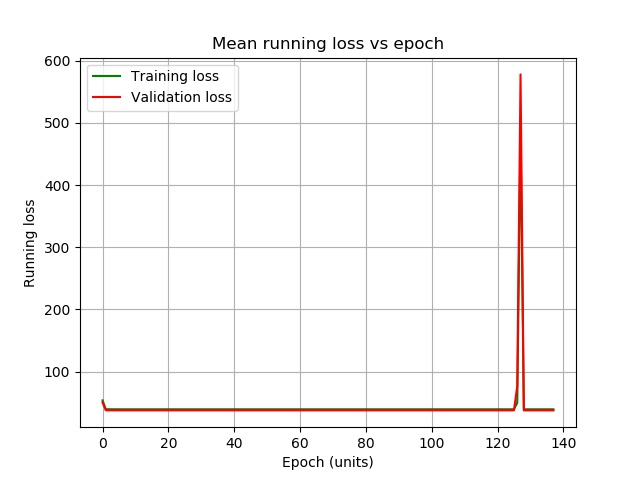 Mean running loss vs epoch
Training loss
Validation loss
600
500
400
300
200
100
Running loss
0 20 40 60 80 100 120 140
Epoch (units)